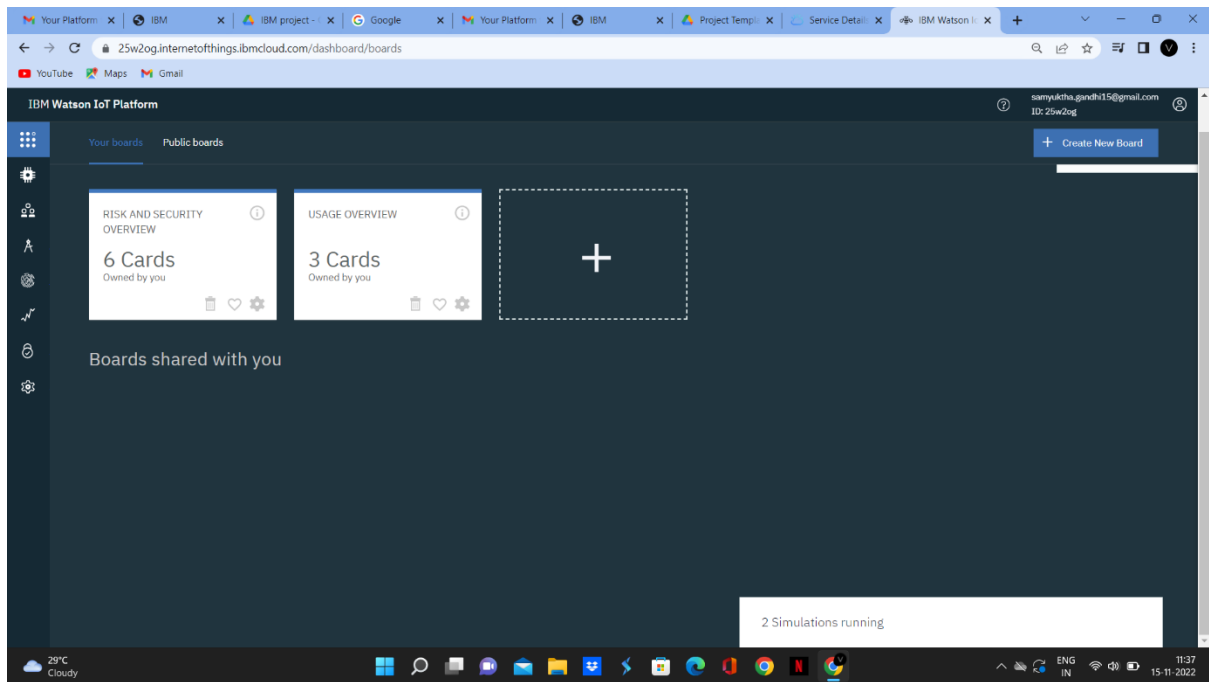 Your Platform
IBM
IBM project -
Google
Your Platform
IBM
Project Templ
Service Detail
IBM Watson Io
25w2og.internetofthings.ibmcloud.com/dashboard/boards
YouTube
Maps
Gmail
IBM Watson IoT Platform
samyuktha.gandhi15@gmail.com
ID: 25w2og
Your boards
Public boards
Create New Board
RISK AND SECURITY
OVERVIEW
6 Cards
Owned by you
USAGE OVERVIEW
3 Cards
Owned by you
Boards shared with you
2 Simulations running
29°C
Cloudy
ENG
IN
11:37
15-11-2022